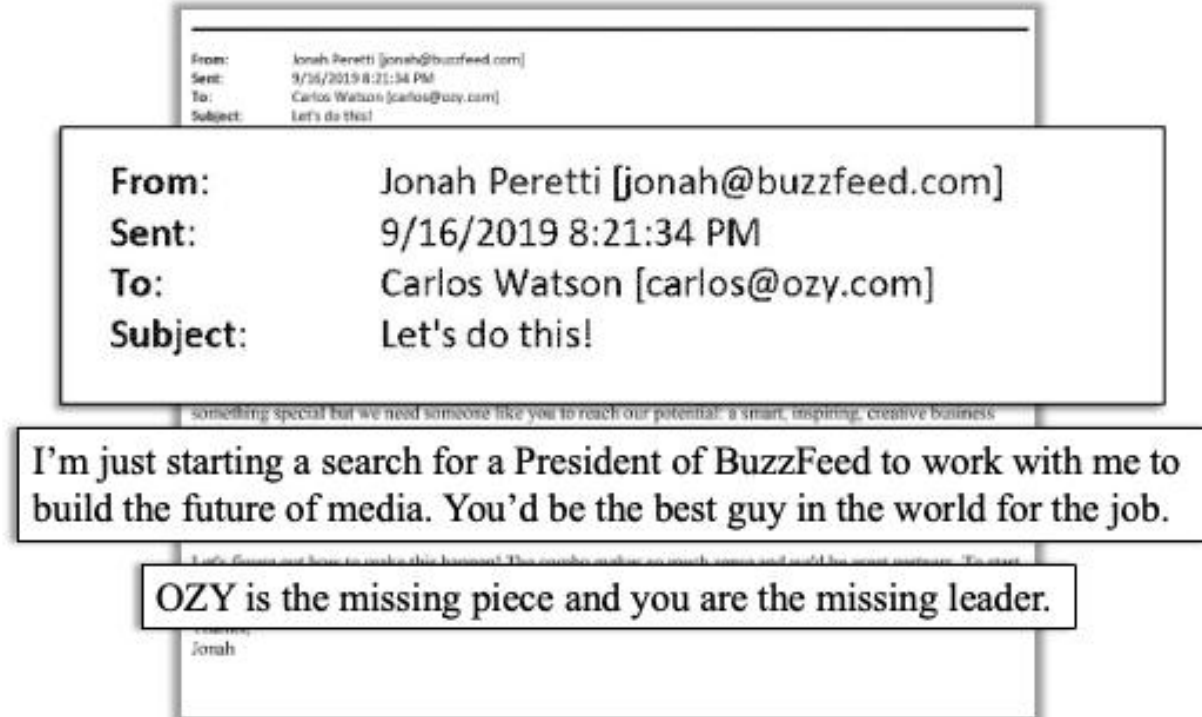 From: Jonah Peretti [jonah@buzzfeed.com]
Sent: 9/16/2019 8:21:34 PM
To: Carlos Watson [carlos@ozy.com]
Subject: Let's do this!
From: Jonah Peretti [jonah@buzzfeed.com]
Sent: 9/16/2019 8:21:34 PM
To: Carlos Watson [carlos@ozy.com]
Subject: Let's do this!
something special but we need someone like you to reach our potential: a smart, inspiring, creative business
I'm just starting a search for a President of BuzzFeed to work with me to
build the future of media. You'd be the best guy in the world for the job.
Let's figure out how to make this happen! The combo makes so much sense and we'd be great partners. To start
OZY is the missing piece and you are the missing leader.
Thanks,
Jonah